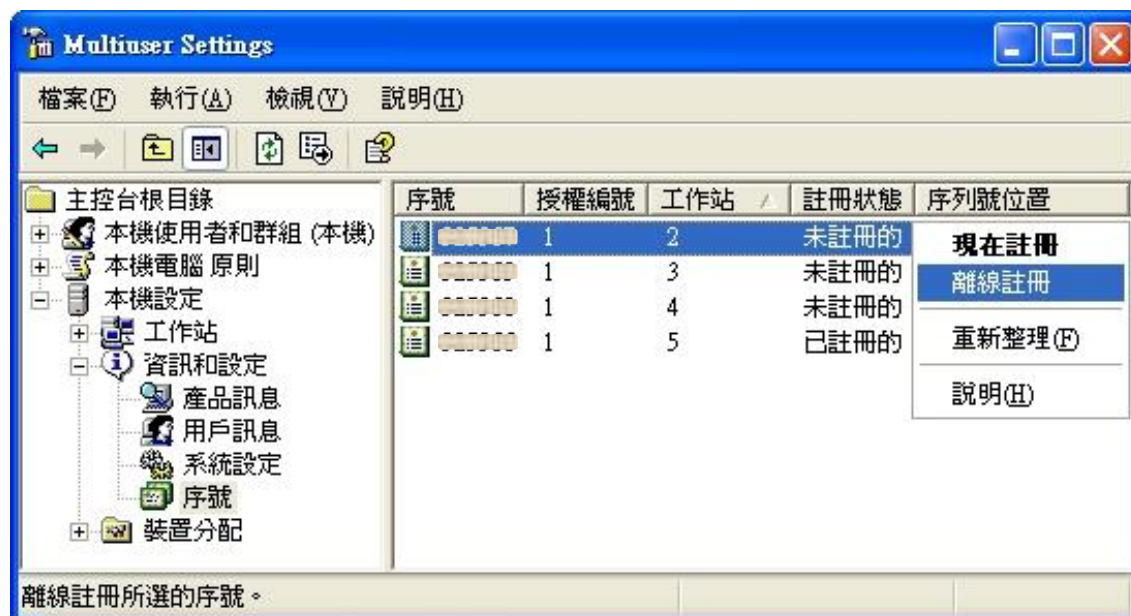 Multiuser Settings
檔案(F) 執行(A) 檢視(V) 說明(H)
主控台根目錄
本機使用者和群組 (本機)
本機電腦 原則
本機設定
工作站
資訊和設定
產品訊息
用戶訊息
系統設定
序號
裝置分配
序號 授權編號 工作站 註冊狀態 序列號位置
1 2 未註冊的
1 3 未註冊的
1 4 未註冊的
1 5 已註冊的
現在註冊
離線註冊
重新整理(F)
說明(H)
離線註冊所選的序號。